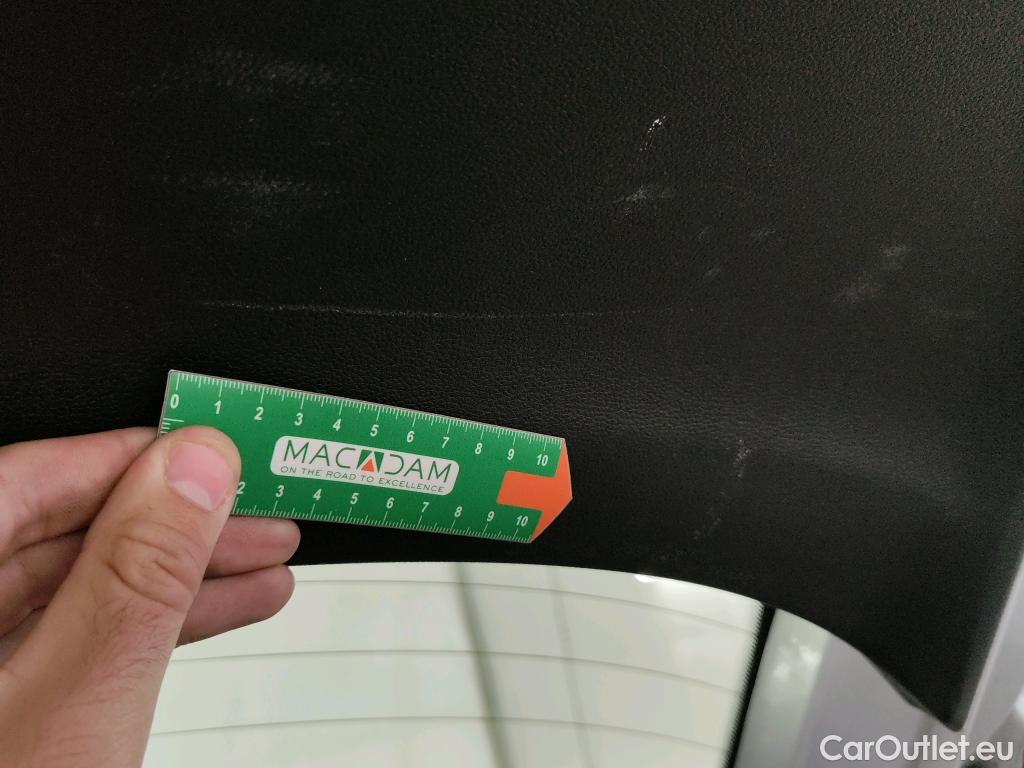 0 1 2 3 4 5 6 7 8 9 10
MACADAM
ON THE ROAD TO EXCELLENCE
2 3 4 5 6 7 8 9 10
CarOutlet.eu